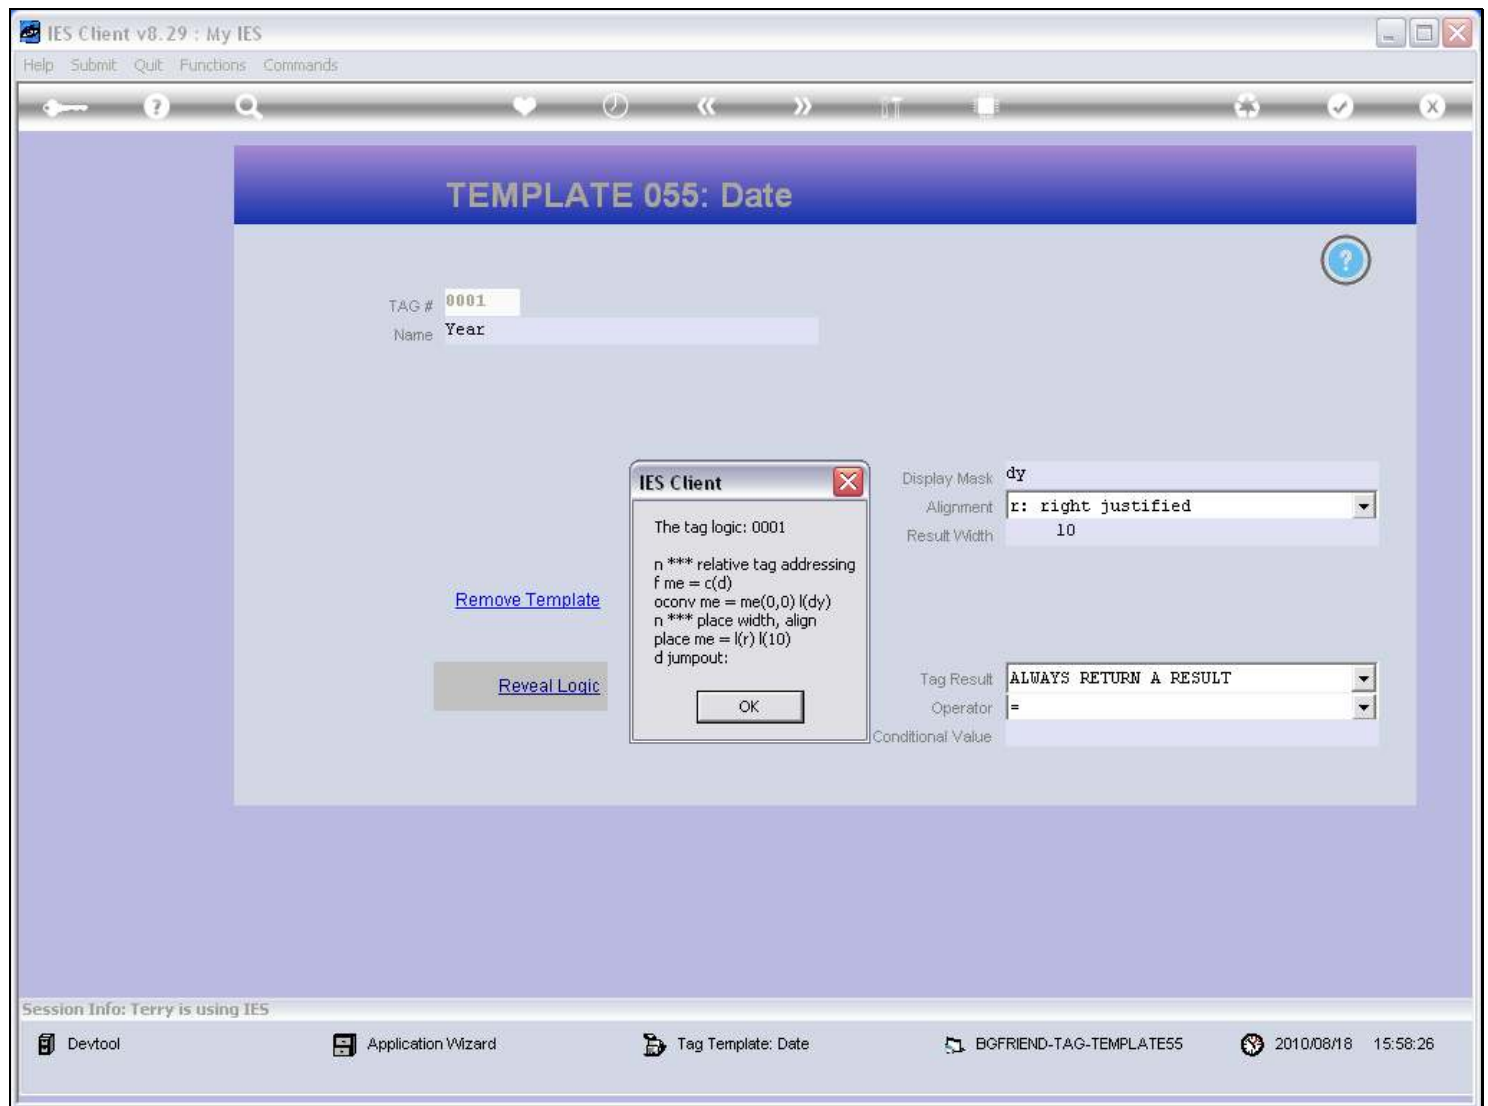 IES Client v8.29 : My IES
Help Submit Quit Functions Commands
TEMPLATE 055: Date
TAG # 0001
Name Year
IES Client
The tag logic: 0001
n *** relative tag addressing
f me = c(d)
oconv me = me(0,0) l(dy)
n *** place width, align
place me = l(r) l(10)
d jumpout:
OK
Remove Template
Reveal Logic
Display Mask dy
Alignment r: right justified
Result Width 10
Tag Result ALWAYS RETURN A RESULT
Operator =
Conditional Value
Session Info: Terry is using IES
Devtool Application Wizard Tag Template: Date BGFRIEND-TAG-TEMPLATE55 2010/08/18 15:58:26